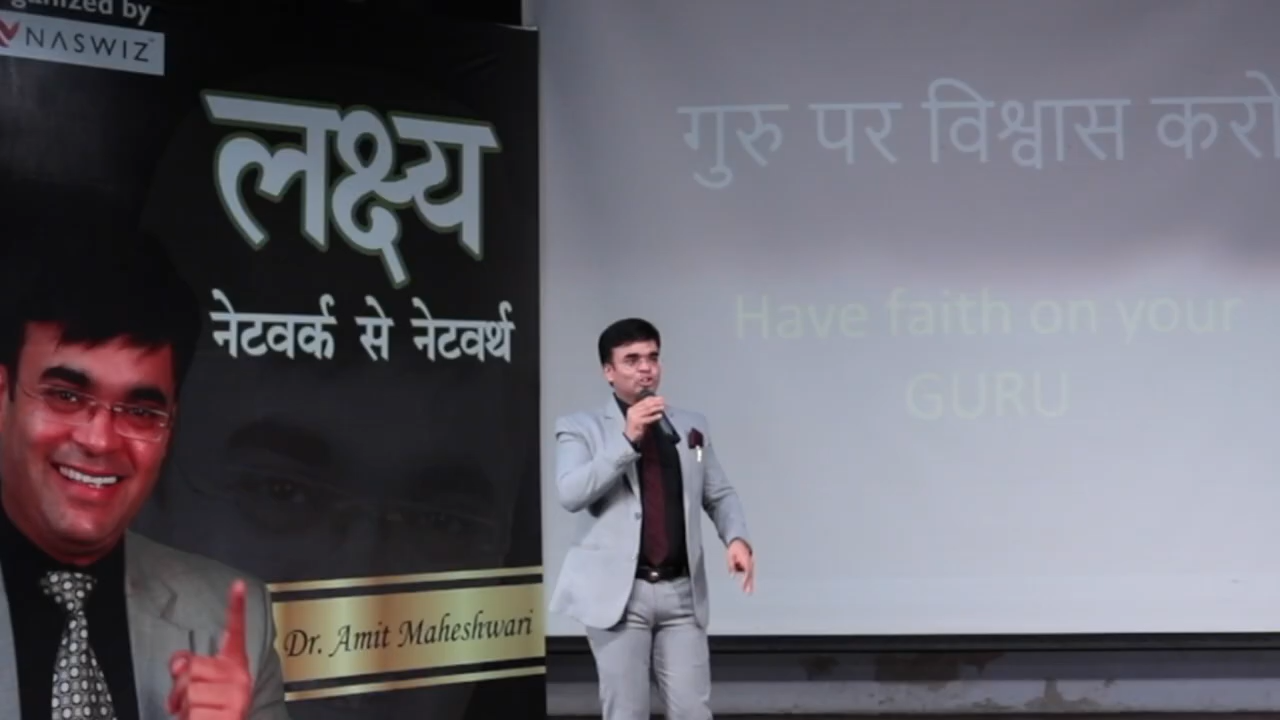 ganized by
NASWIZ
लक्ष्य
नेटवर्क से नेटवर्थ
Dr. Amit Maheshwari
गुरु पर विश्वास करो
Have faith on your
GURU